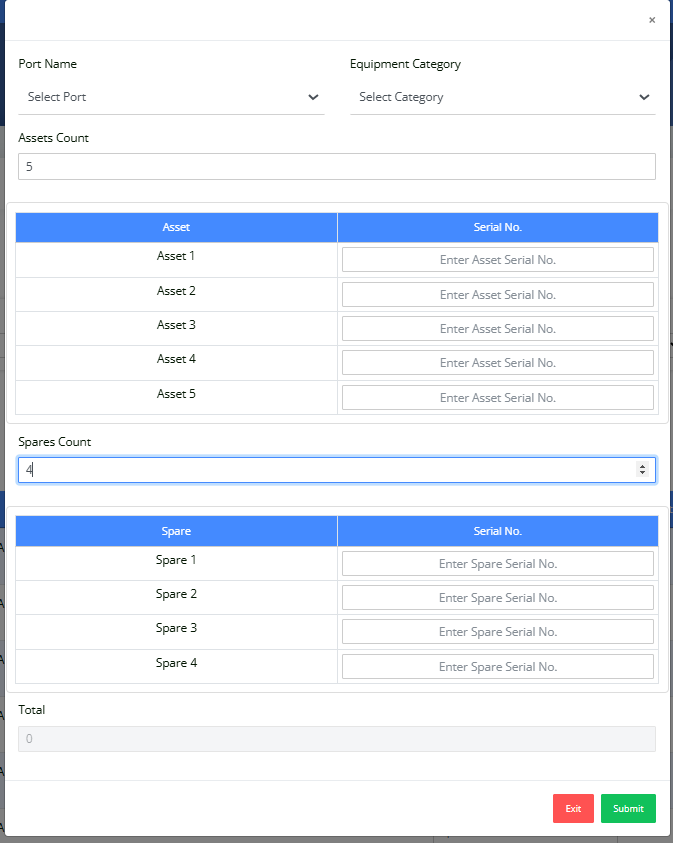 ×
Port Name Equipment Category
Select Port Select Category
Assets Count
5
Asset Serial No.
Asset 1 Enter Asset Serial No.
Asset 2 Enter Asset Serial No.
Asset 3 Enter Asset Serial No.
Asset 4 Enter Asset Serial No.
Asset 5 Enter Asset Serial No.
Spares Count
4
Spare Serial No.
Spare 1 Enter Spare Serial No.
Spare 2 Enter Spare Serial No.
Spare 3 Enter Spare Serial No.
Spare 4 Enter Spare Serial No.
Total
0
Exit Submit